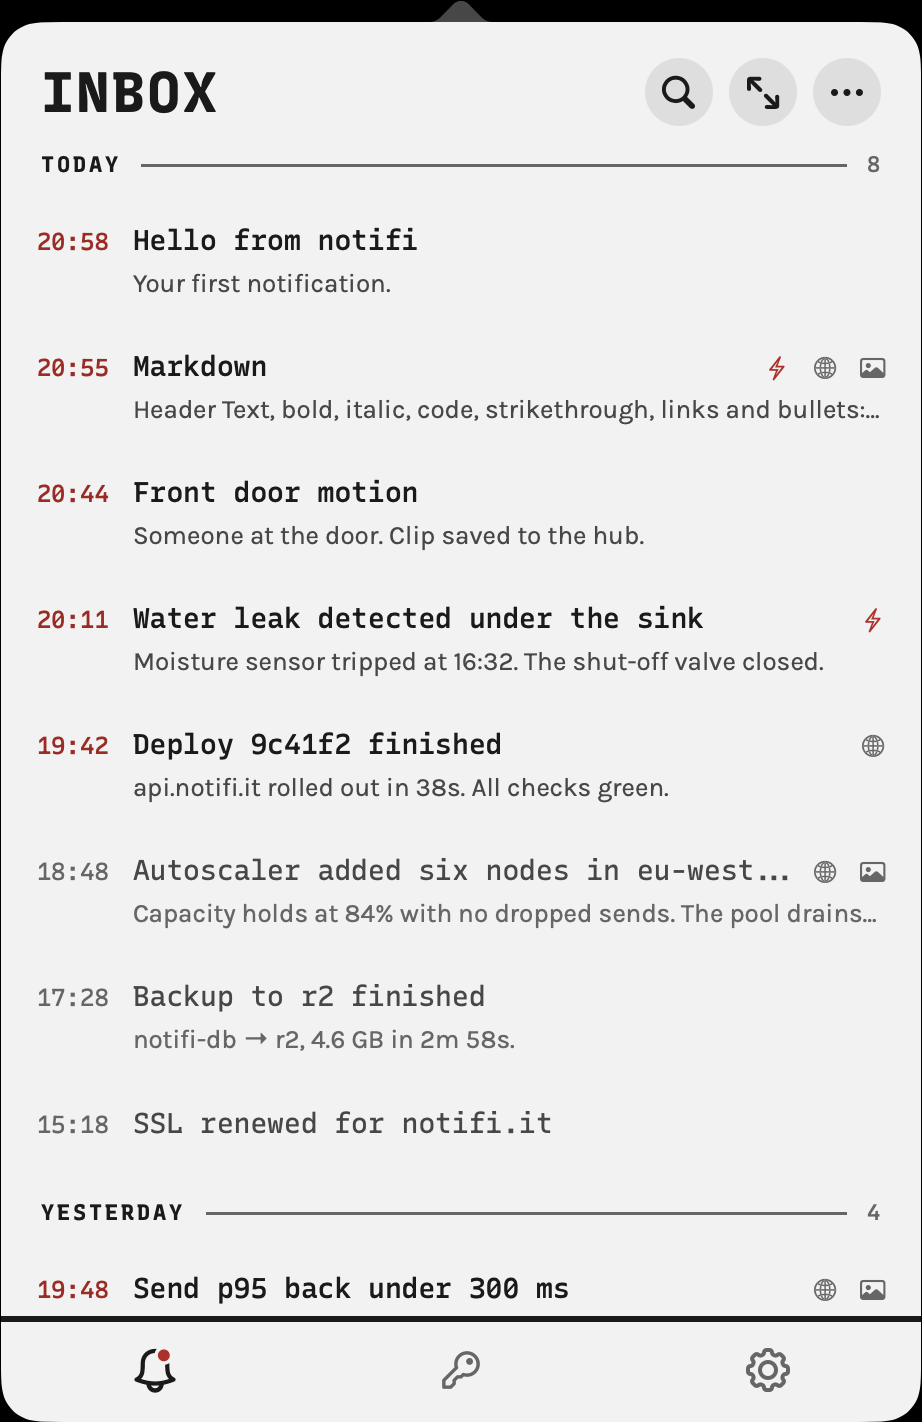 INBOX
TODAY 8
20:58 Hello from notifi
Your first notification.
20:55 Markdown
Header Text, bold, italic, code, strikethrough, links and bullets:...
20:44 Front door motion
Someone at the door. Clip saved to the hub.
20:11 Water leak detected under the sink
Moisture sensor tripped at 16:32. The shut-off valve closed.
19:42 Deploy 9c41f2 finished
api.notifi.it rolled out in 38s. All checks green.
18:48 Autoscaler added six nodes in eu-west...
Capacity holds at 84% with no dropped sends. The pool drains...
17:28 Backup to r2 finished
notifi-db → r2, 4.6 GB in 2m 58s.
15:18 SSL renewed for notifi.it
YESTERDAY 4
19:48 Send p95 back under 300 ms